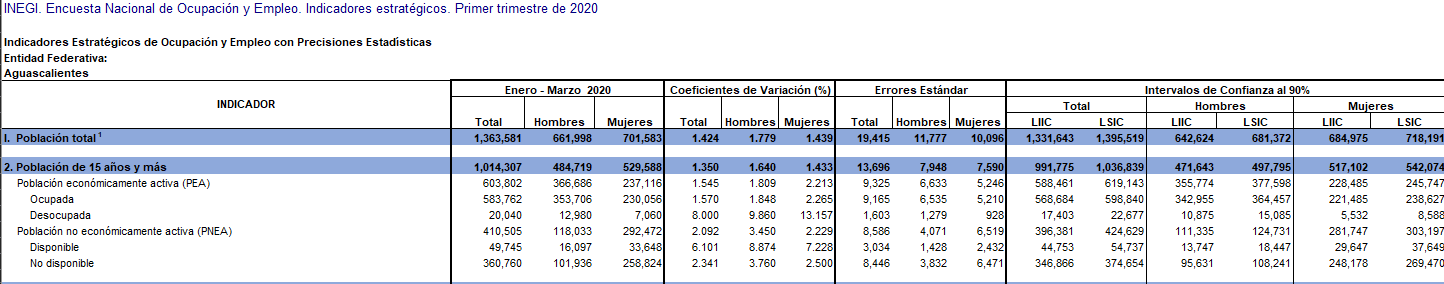 INEGI. Encuesta Nacional de Ocupación y Empleo. Indicadores estratégicos. Primer trimestre de 2020
Indicadores Estratégicos de Ocupación y Empleo con Precisiones Estadísticas
Entidad Federativa:
Aguascalientes
INDICADOR Enero - Marzo 2020 Coeficientes de Variación (%) Errores Estándar Intervalos de Confianza al 90%
Total Hombres Mujeres
Total Hombres Mujeres Total Hombres Mujeres Total Hombres Mujeres LIIC LSIC LIIC LSIC LIIC LSIC
I. Población total 1 1,363,581 661,998 701,583 1.424 1.779 1.439 19,415 11,777 10,096 1,331,643 1,395,519 642,624 681,372 684,975 718,191
2. Población de 15 años y más 1,014,307 484,719 529,588 1.350 1.640 1.433 13,696 7,948 7,590 991,775 1,036,839 471,643 497,795 517,102 542,074
Población económicamente activa (PEA) 603,802 366,686 237,116 1.545 1.809 2.213 9,325 6,633 5,246 588,461 619,143 355,774 377,598 228,485 245,747
Ocupada 583,762 353,706 230,056 1.570 1.848 2.265 9,165 6,535 5,210 568,684 598,840 342,955 364,457 221,485 238,627
Desocupada 20,040 12,980 7,060 8.000 9.860 13.157 1,603 1,279 928 17,403 22,677 10,875 15,085 5,532 8,588
Población no económicamente activa (PNEA) 410,505 118,033 292,472 2.092 3.450 2.229 8,586 4,071 6,519 396,381 424,629 111,335 124,731 281,747 303,197
Disponible 49,745 16,097 33,648 6.101 8.874 7.228 3,034 1,428 2,432 44,753 54,737 13,747 18,447 29,647 37,649
No disponible 360,760 101,936 258,824 2.341 3.760 2.500 8,446 3,832 6,471 346,866 374,654 95,631 108,241 248,178 269,470